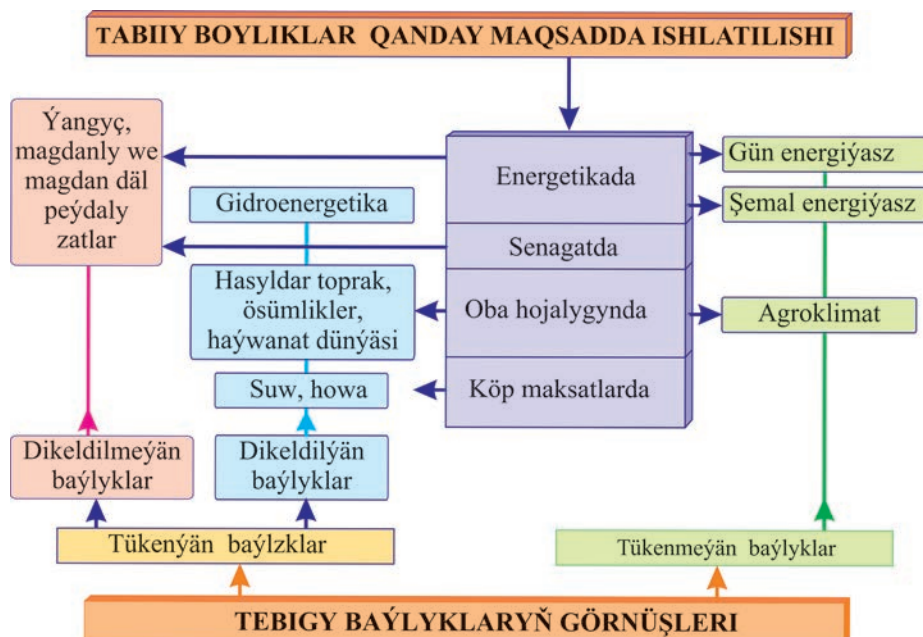 TABIIY BOYLIKLAR QANDAY MAQSADDA ISHLATILISHI
Ýangyç,
magdanly we
magdan däl
peýdaly
zatlar
Gidroenergetika
Hasyldar toprak,
ösümlikler,
haýwanat dünýäsi
Suw, howa
Energetikada
Senagatda
Oba hojalygynda
Köp maksatlarda
Gün energiýasz
Şemal energiýasz
Agroklimat
Dikeldilmeýän
baýlyklar
Dikeldilýän
baýlyklar
Tükenýän baýlzklar
Tükenmeýän baýlyklar
TEBIGY BAÝLYKLARYŇ GÖRNÜŞLERI